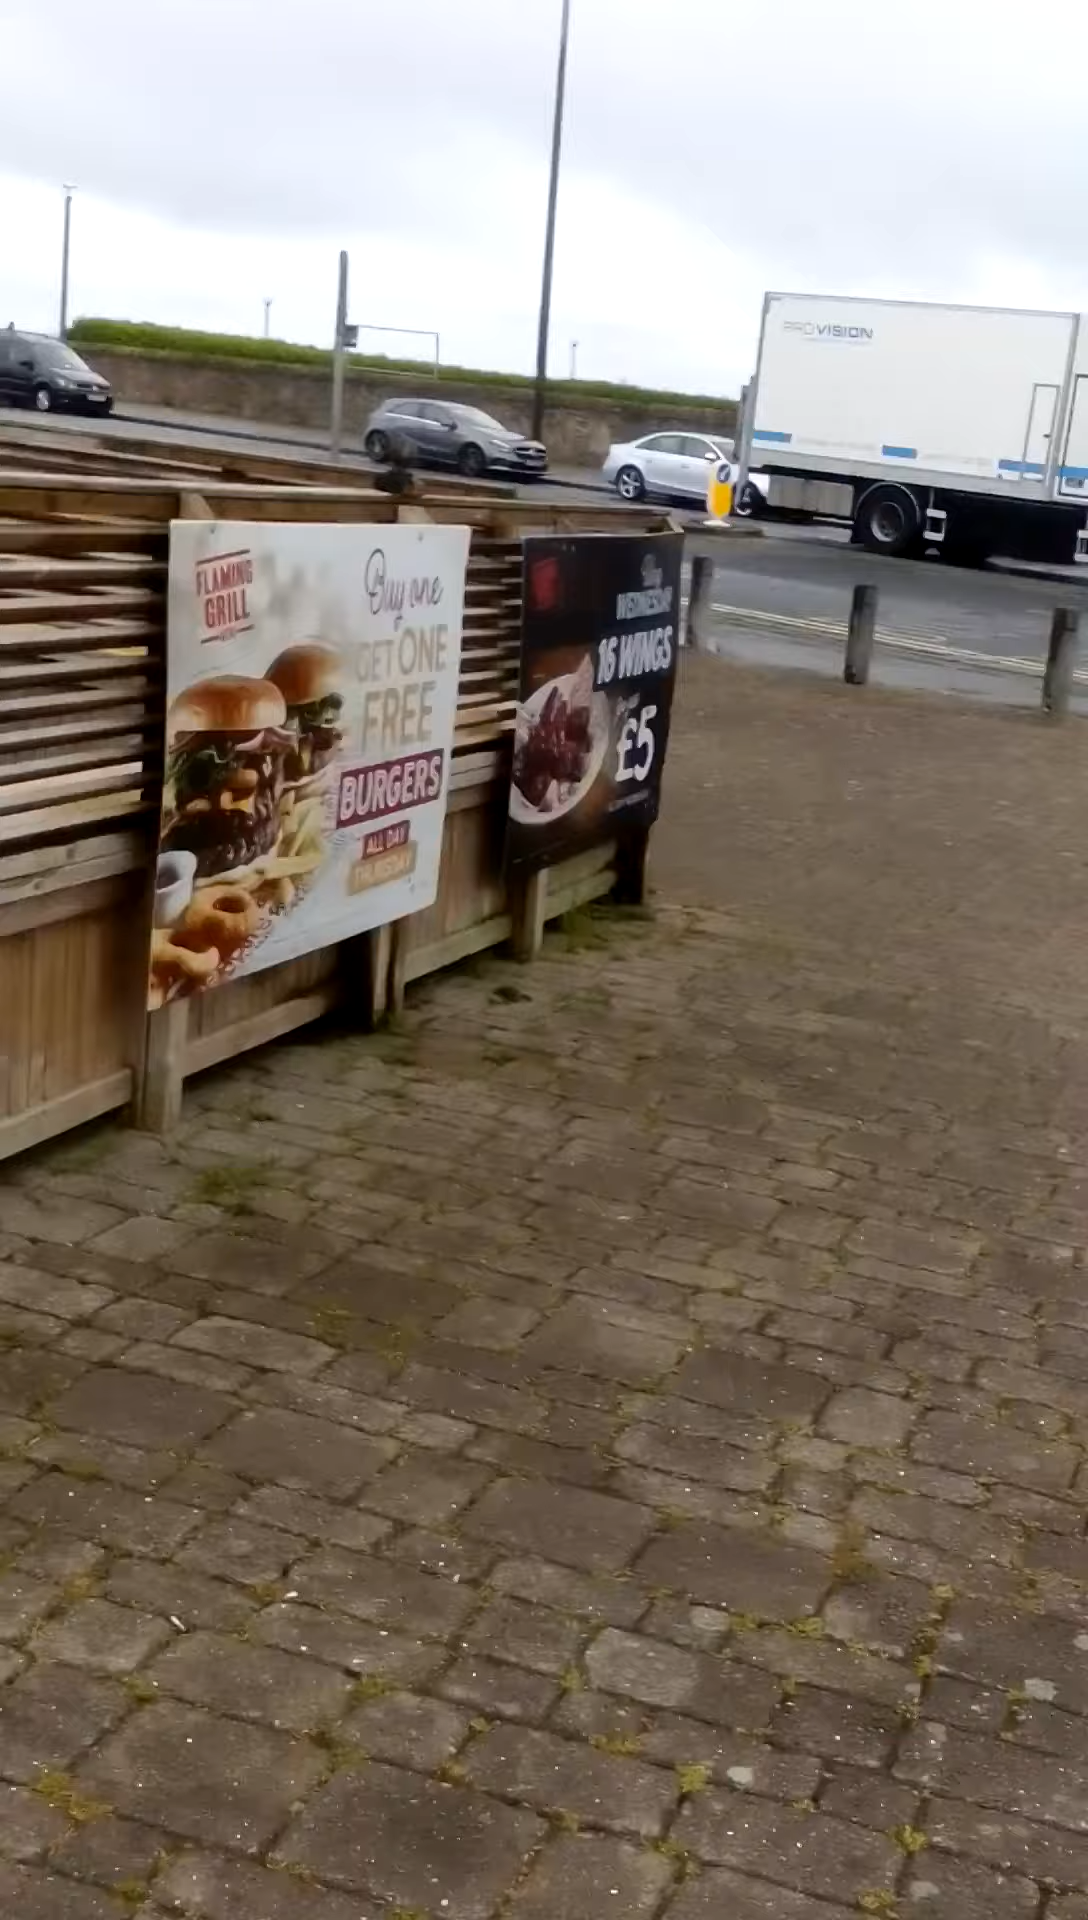 FLAMING
GRILL
Buy one
GET ONE
FREE
BURGERS
ALL DAY
THURSDAY
WEDNESDAY
16 WINGS
£5
PROVISION